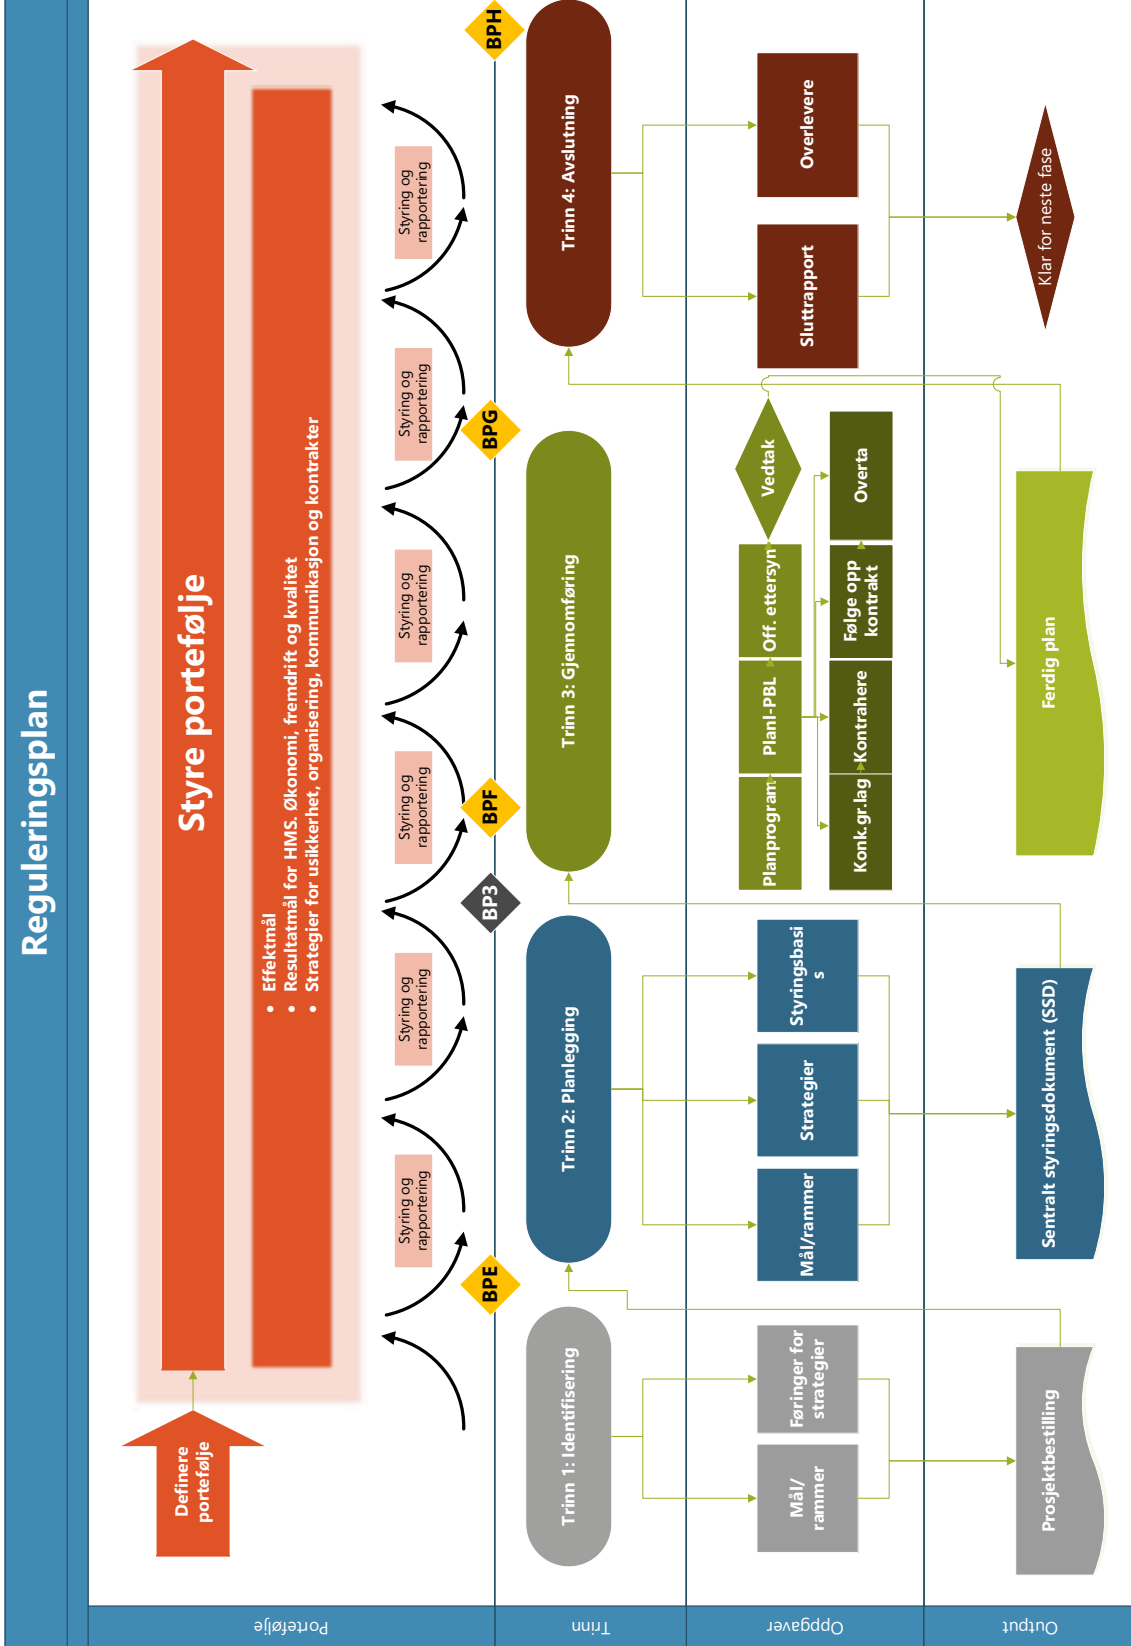 Reguleringsplan
Portefølje
Definere
portefølje
Styre portefølje
• Effektmål
• Resultatmål for HMS. Økonomi, fremdrift og kvalitet
• Strategier for usikkerhet, organisering, kommunikasjon og kontrakter
Styring og
rapportering
Styring og
rapportering
Styring og
rapportering
Styring og
rapportering
Styring og
rapportering
Styring og
rapportering
BPE
BP3
BPF
BPG
BPH
Trinn
Trinn 1: Identifisering
Trinn 2: Planlegging
Trinn 3: Gjennomføring
Trinn 4: Avslutning
Oppgaver
Mål/
rammer
Føringer for
strategier
Mål/rammer
Strategier
Styringsbasi
s
Planprogram
Planl-PBL
Off. ettersyn
Vedtak
Konk.gr.lag
Kontrahere
Følge opp
kontrakt
Overta
Sluttrapport
Overlevere
Output
Prosjektbestilling
Sentralt styringsdokument (SSD)
Ferdig plan
Klar for neste fase